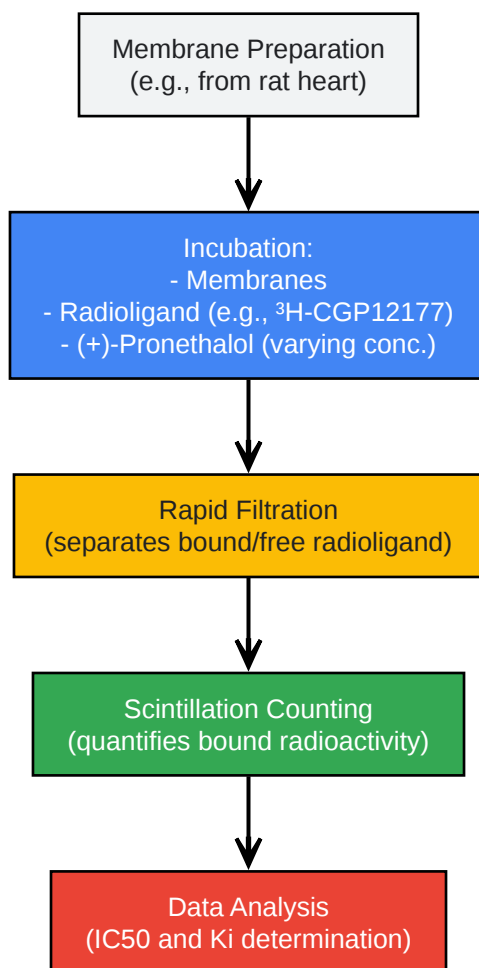 Membrane Preparation
(e.g., from rat heart)
Incubation:
- Membranes
- Radioligand (e.g., ³H-CGP12177)
- (+)-Pronethalol (varying conc.)
Rapid Filtration
(separates bound/free radioligand)
Scintillation Counting
(quantifies bound radioactivity)
Data Analysis
(IC50 and Ki determination)